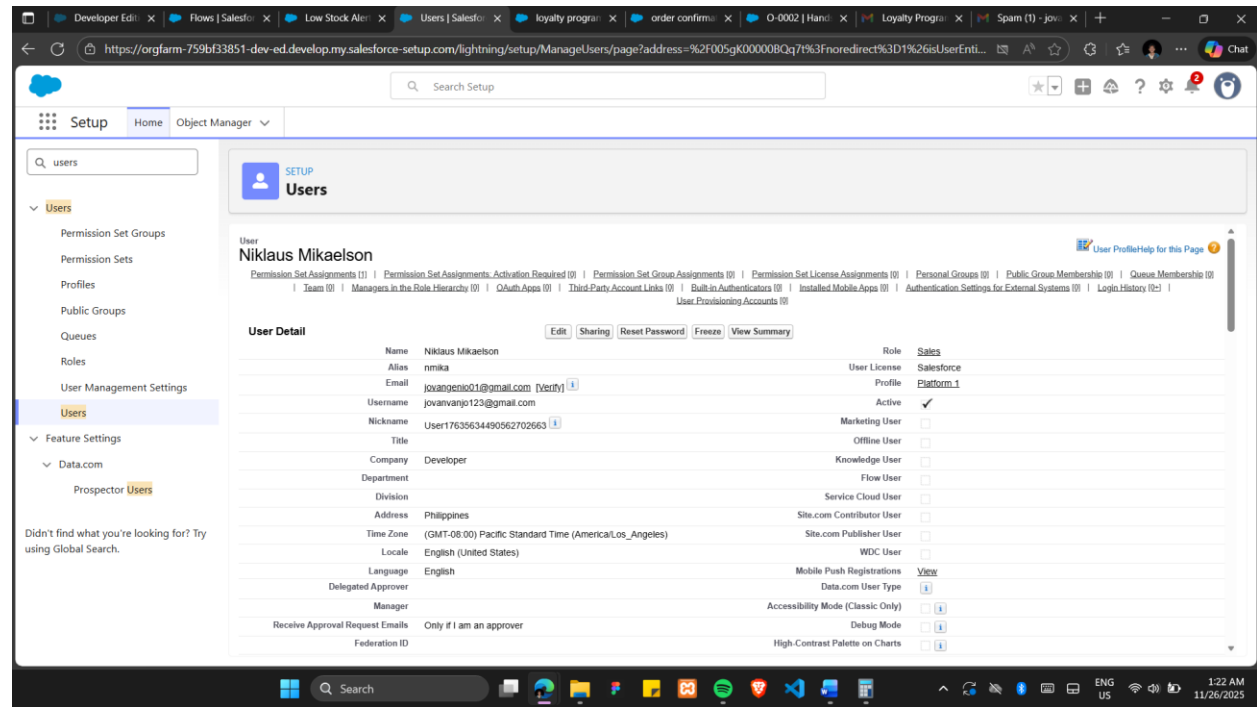 Developer Editi
Flows | Salesfor
Low Stock Alert
Users | Salesfor
loyalty program
order confirma
O-0002 | Hand
Loyalty Program
Spam (1) - jova
https://orgfarm-759bf33851-dev-ed.develop.my.salesforce-setup.com/lightning/setup/ManageUsers/page?address=%2F005gK00000BQq7t%3Fnoredirect%3D1%26isUserEnti...
Chat
Search Setup
2
Setup
Home
Object Manager
users
Users
Permission Set Groups
Permission Sets
Profiles
Public Groups
Queues
Roles
User Management Settings
Users
Feature Settings
Data.com
Prospector Users
Didn't find what you're looking for? Try
using Global Search.
SETUP
Users
User
Niklaus Mikaelson
User Profile Help for this Page
Permission Set Assignments [1] | Permission Set Assignments: Activation Required [0] | Permission Set Group Assignments [0] | Permission Set License Assignments [0] | Personal Groups [0] | Public Group Membership [0] | Queue Membership [0]
| Team [0] | Managers in the Role Hierarchy [0] | OAuth Apps [0] | Third-Party Account Links [0] | Built-in Authenticators [0] | Installed Mobile Apps [0] | Authentication Settings for External Systems [0] | Login History [0+] |
User Provisioning Accounts [0]
User Detail
Edit Sharing Reset Password Freeze View Summary
Name Niklaus Mikaelson Role Sales
Alias nmika User License Salesforce
Email jovangenio01@gmail.com [Verify] i Profile Platform 1
Username jovanvanjo123@gmail.com Active
Nickname User17635634490562702663 i Marketing User
Title Offline User
Company Developer Knowledge User
Department Flow User
Division Service Cloud User
Address Philippines Site.com Contributor User
Time Zone (GMT-08:00) Pacific Standard Time (America/Los_Angeles) Site.com Publisher User
Locale English (United States) WDC User
Language English Mobile Push Registrations View
Delegated Approver Data.com User Type i
Manager Accessibility Mode (Classic Only) i
Receive Approval Request Emails Only if I am an approver Debug Mode i
Federation ID High-Contrast Palette on Charts i
Search
ENG
US
1:22 AM
11/26/2025